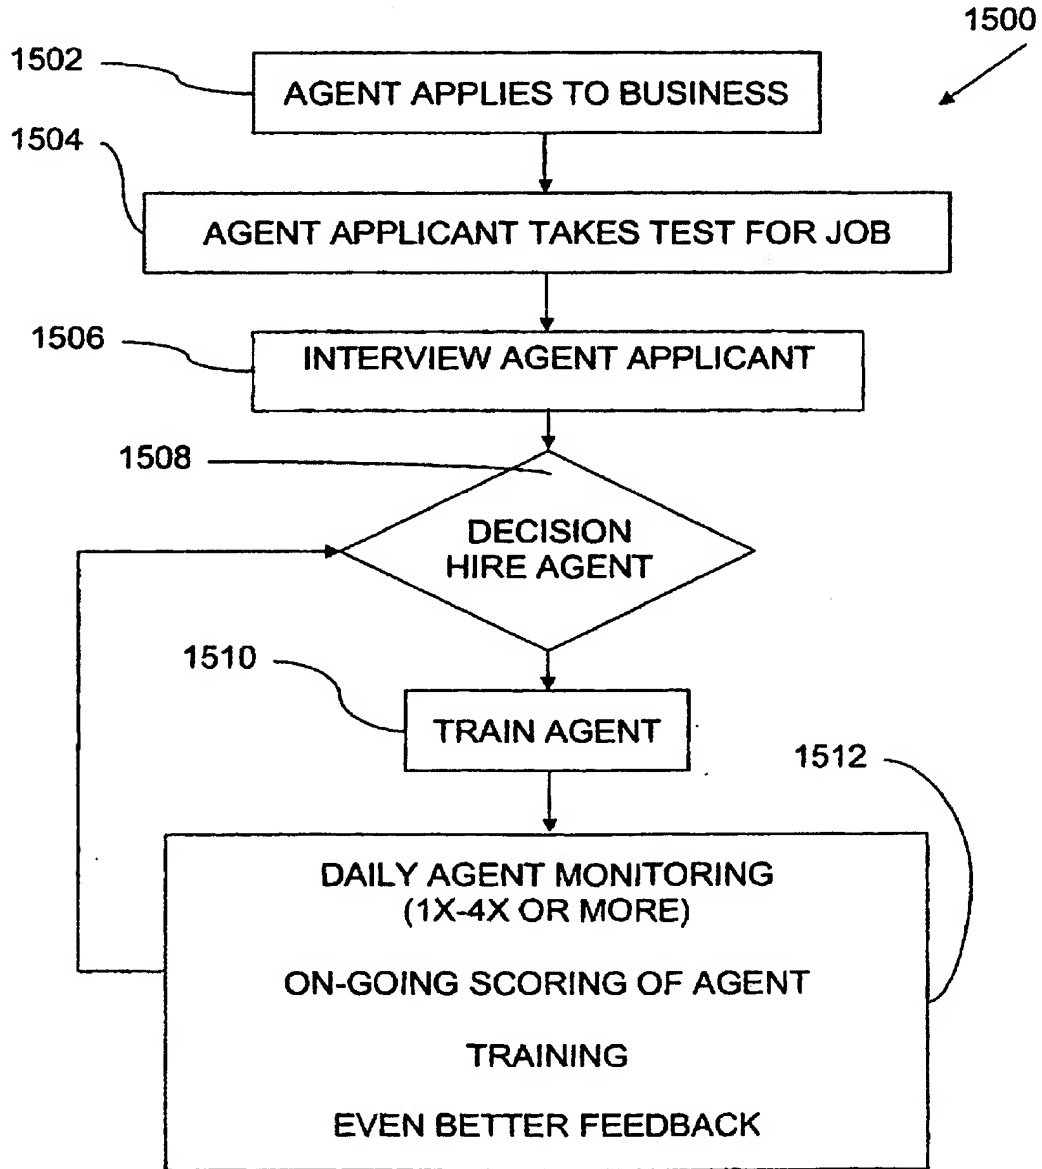 1500
1502
AGENT APPLIES TO BUSINESS
1504
AGENT APPLICANT TAKES TEST FOR JOB
1506
INTERVIEW AGENT APPLICANT
1508
DECISION
HIRE AGENT
1510
TRAIN AGENT
1512
DAILY AGENT MONITORING
(1X-4X OR MORE)
ON-GOING SCORING OF AGENT
TRAINING
EVEN BETTER FEEDBACK